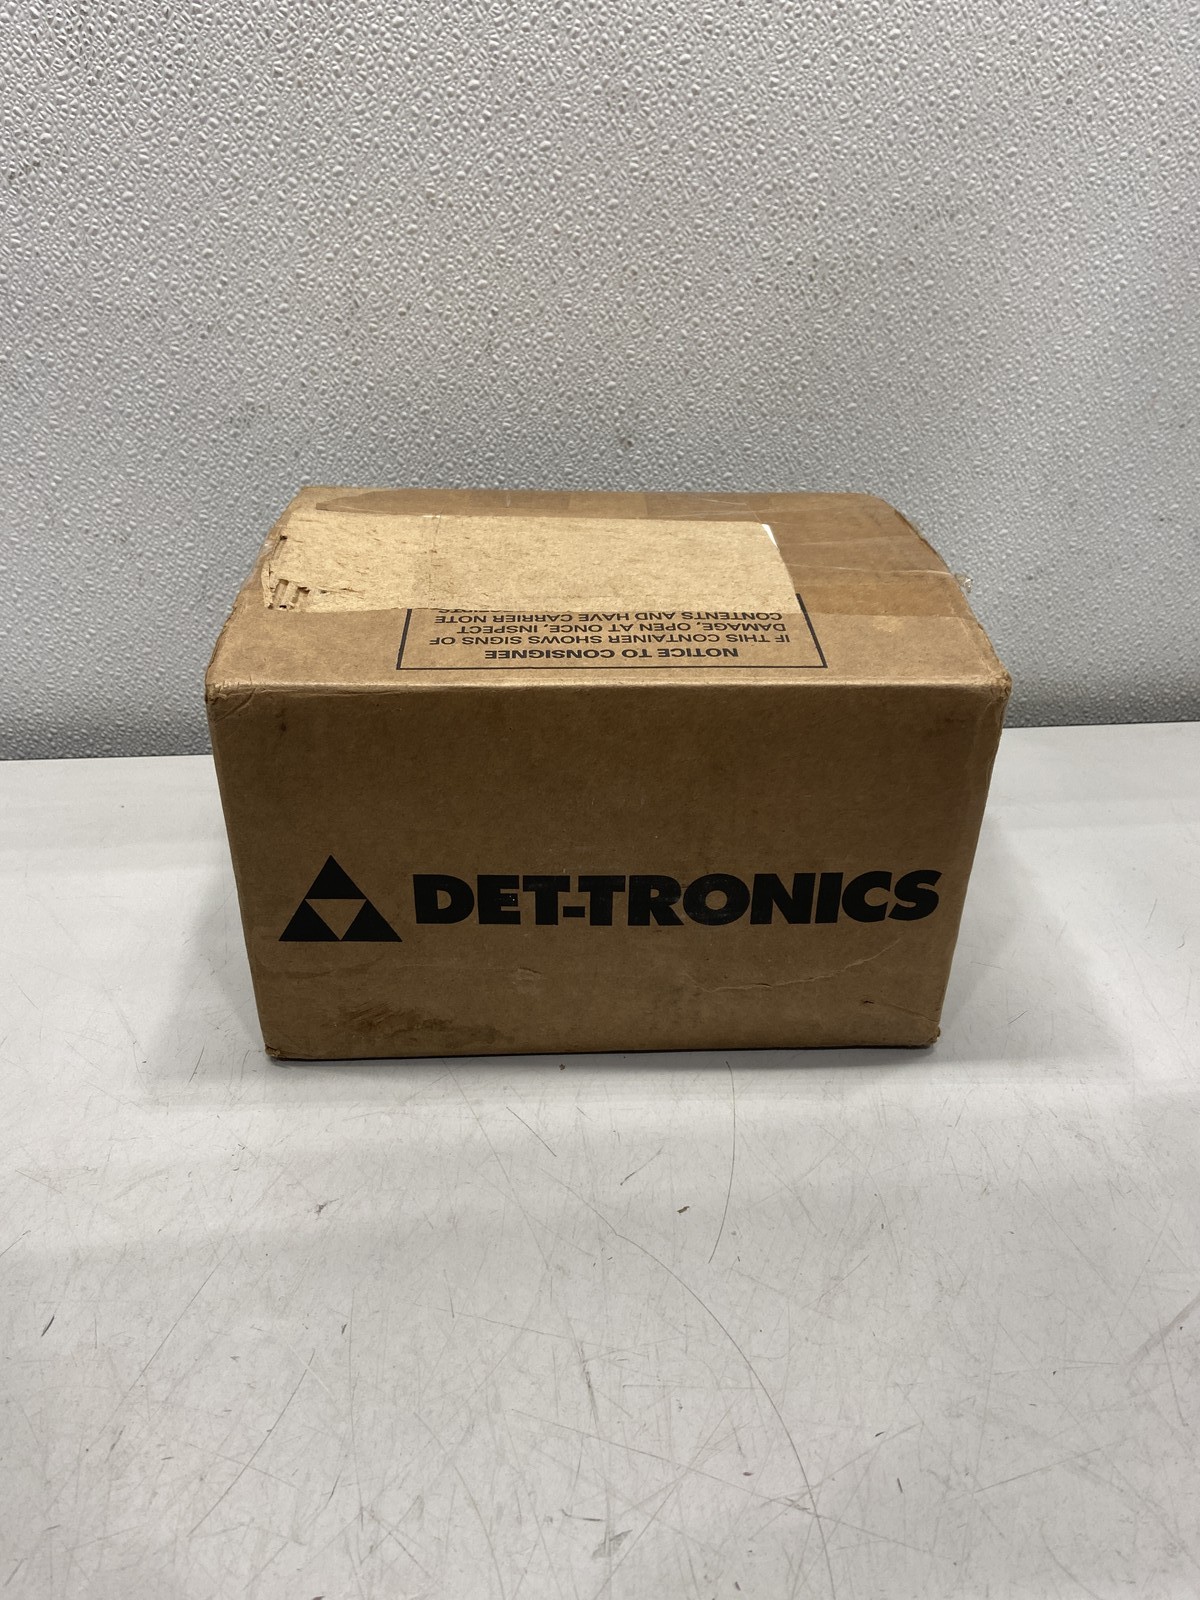 NOTICE TO CONSIGNEE
IF THIS CONTAINER SHOWS SIGNS OF
DAMAGE, OPEN AT ONCE, INSPECT
CONTENTS AND HAVE CARRIER NOTE
DET-TRONICS